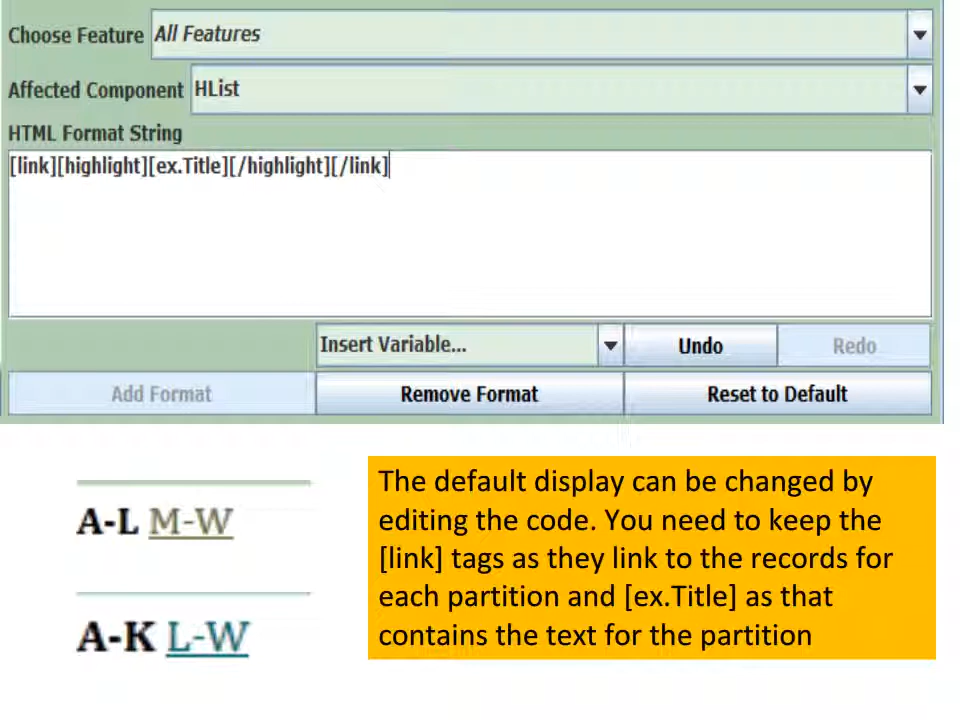 Choose Feature All Features
Affected Component HList
HTML Format String
[link][highlight][ex.Title][/highlight][/link]
Insert Variable... Undo Redo
Add Format Remove Format Reset to Default
A-L M-W
A-K L-W
The default display can be changed by
editing the code. You need to keep the
[link] tags as they link to the records for
each partition and [ex.Title] as that
contains the text for the partition